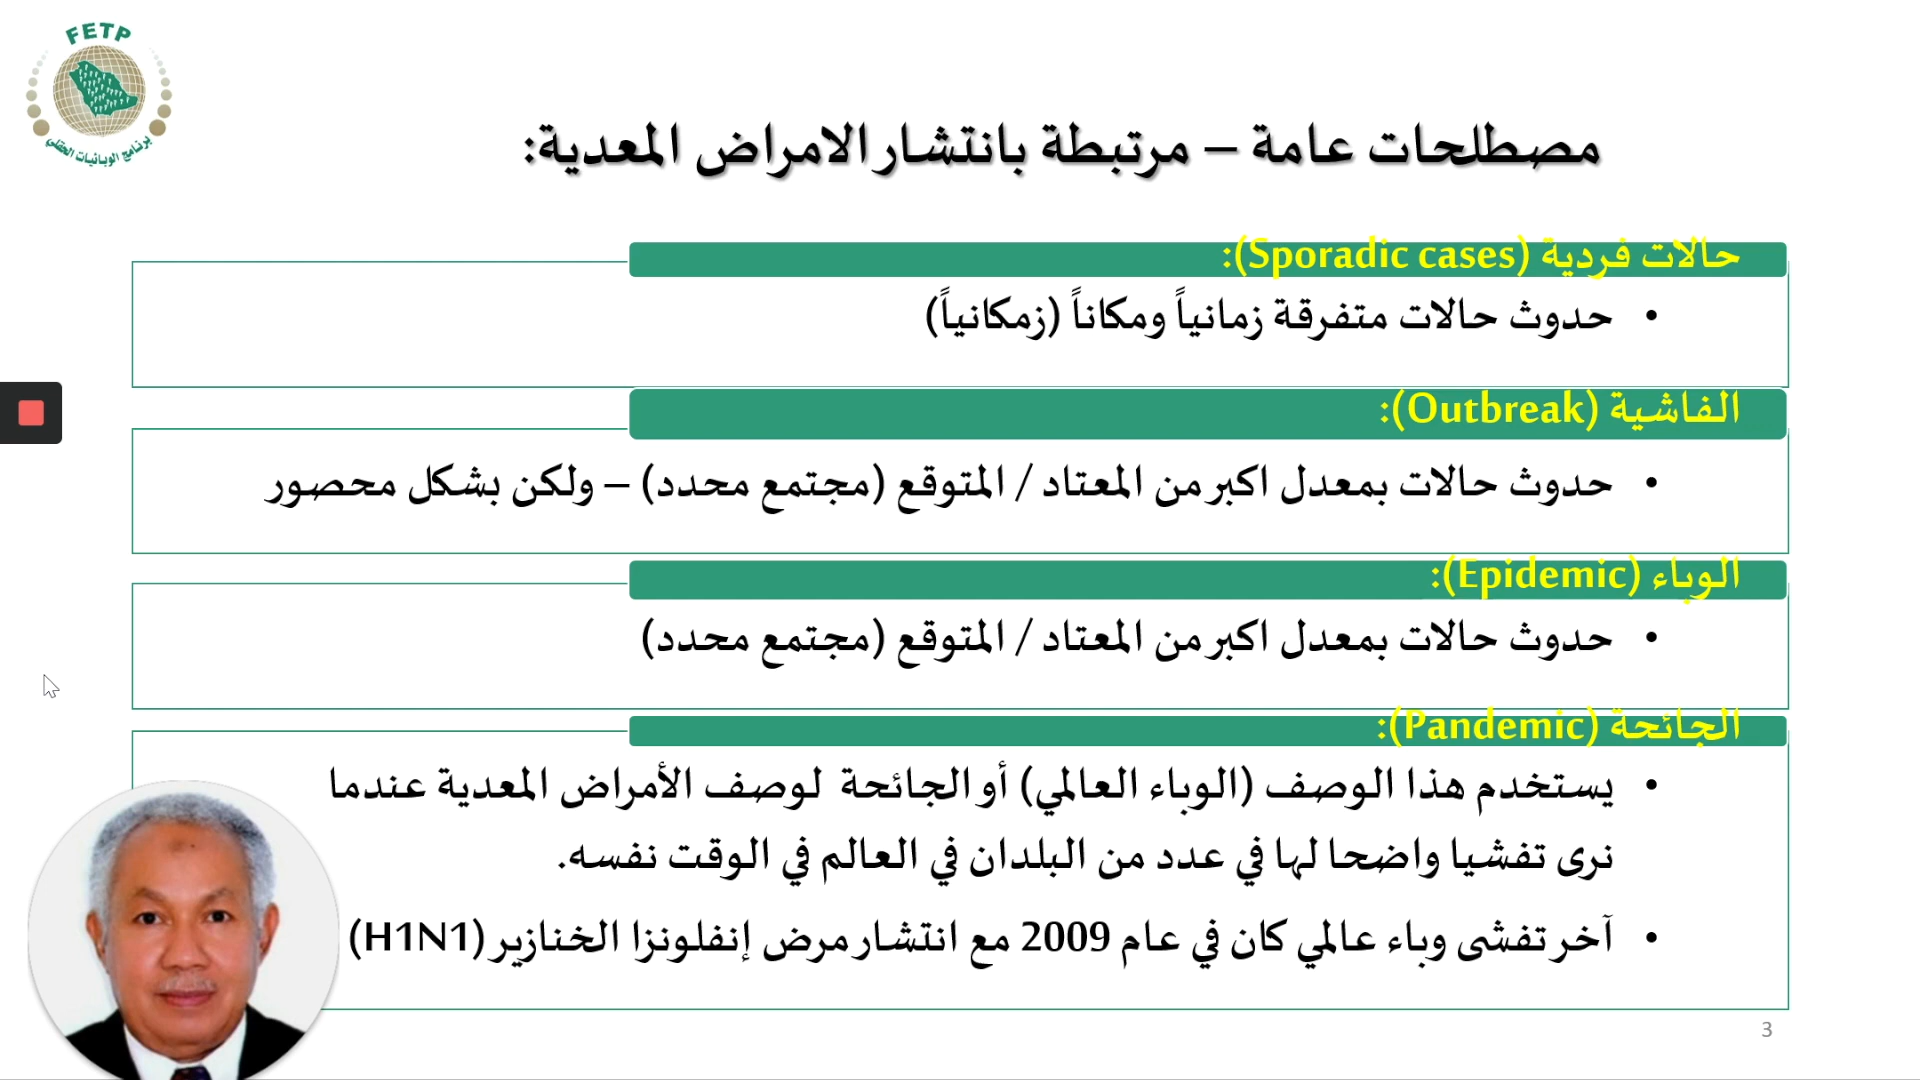 FETP
برنامج الوبائيات الحقلي
مصطلحات عامة – مرتبطة بانتشار الامراض المعدية:
حالات فردية (Sporadic cases):
• حدوث حالات متفرقة زمانياً ومكاناً (زمكانياً)
الفاشية (Outbreak):
• حدوث حالات بمعدل اكبر من المعتاد / المتوقع (مجتمع محدد) – ولكن بشكل محصور
الوباء (Epidemic):
• حدوث حالات بمعدل اكبر من المعتاد / المتوقع (مجتمع محدد)
الجائحة (Pandemic):
• يستخدم هذا الوصف (الوباء العالمي) أو الجائحة لوصف الأمراض المعدية عندما
نرى تفشيا واضحا لها في عدد من البلدان في العالم في الوقت نفسه.
• آخر تفشى وباء عالمي كان في عام 2009 مع انتشار مرض إنفلونزا الخنازير (H1N1)
3